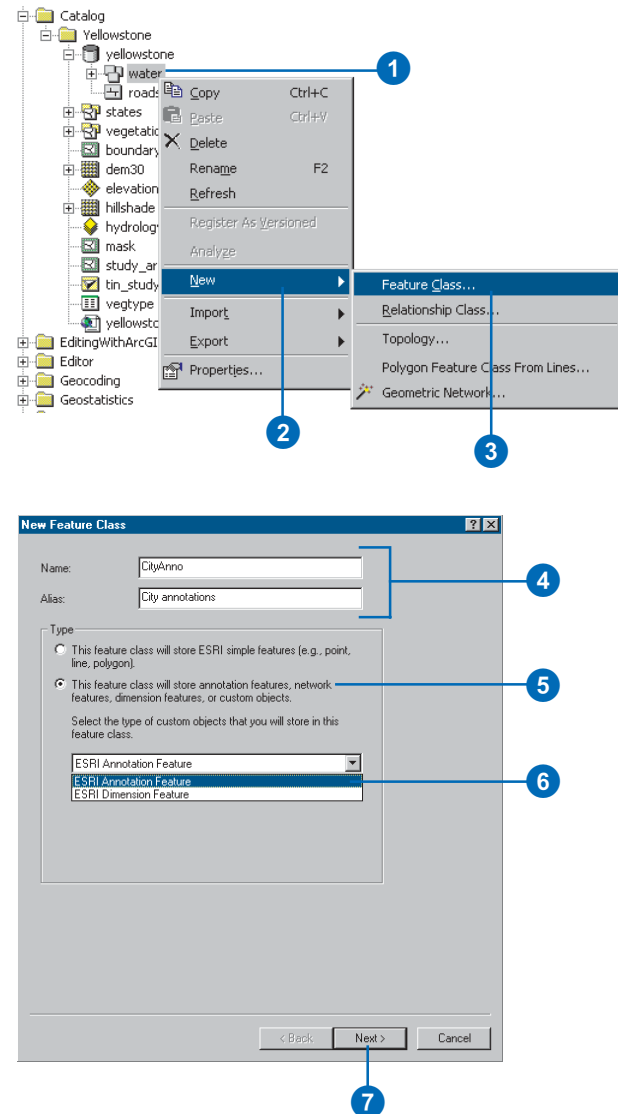 Catalog
Yellowstone
yellowstone
water
1
roads
states
boundary
dem30
elevation
hillshade
mask
vegtype
EditingWithArcGI
Editor
Geocoding
Geostatistics
Copy Ctrl+C
Paste Ctrl+V
Delete
Rename F2
Refresh
Register As Versioned
Analyze
New
Import
Export
Properties...
Feature Class...
Relationship Class...
Topology...
Polygon Feature Class From Lines...
Geometric Network...
2
3
New Feature Class
Name: CityAnno
Alias: City annotations
4
Type
This feature class will store ESRI simple features (e.g., point,
line, polygon).
This feature class will store annotation features, network
features, dimension features, or custom objects.
5
Select the type of custom objects that you will store in this
feature class.
ESRI Annotation Feature
ESRI Annotation Feature
6
ESRI Dimension Feature
< Back Next > Cancel
7